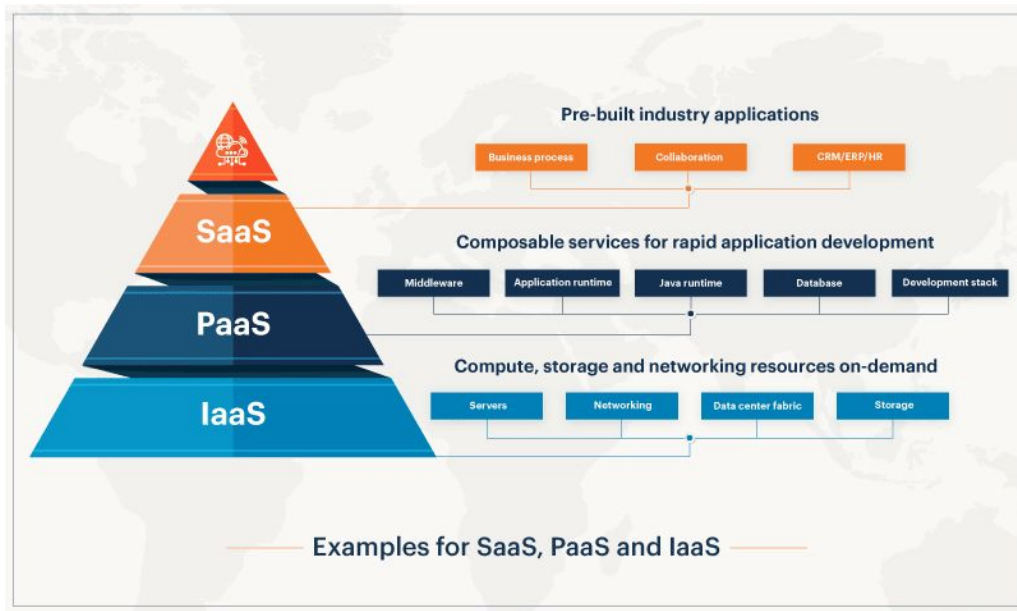 Pre-built industry applications
Business process
Collaboration
CRM/ERP/HR
SaaS
Composable services for rapid application development
Middleware
Application runtime
Java runtime
Database
Development stack
PaaS
Compute, storage and networking resources on-demand
Servers
Networking
Data center fabric
Storage
IaaS
Examples for SaaS, PaaS and IaaS